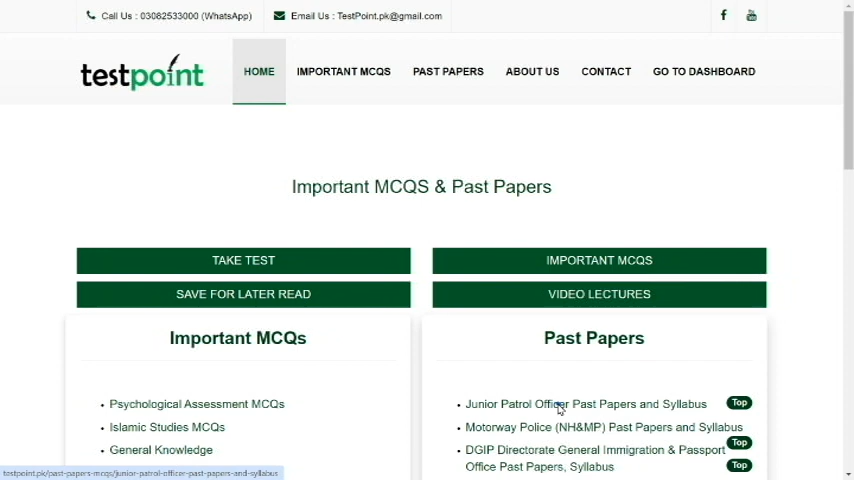 Call Us : 03082533000 (WhatsApp)
Email Us : TestPoint.pk@gmail.com
testpoint
HOME
IMPORTANT MCQS
PAST PAPERS
ABOUT US
CONTACT
GO TO DASHBOARD
Important MCQS & Past Papers
TAKE TEST
IMPORTANT MCQS
SAVE FOR LATER READ
VIDEO LECTURES
Important MCQs
Psychological Assessment MCQs
Islamic Studies MCQs
General Knowledge
Past Papers
Junior Patrol Officer Past Papers and Syllabus
Top
Motorway Police (NH&MP) Past Papers and Syllabus
Top
DGIP Directorate General Immigration & Passport
Office Past Papers, Syllabus
Top
testpoint.pk/past-papers-mcqs/junior-patrol-officer-past-papers-and-syllabus